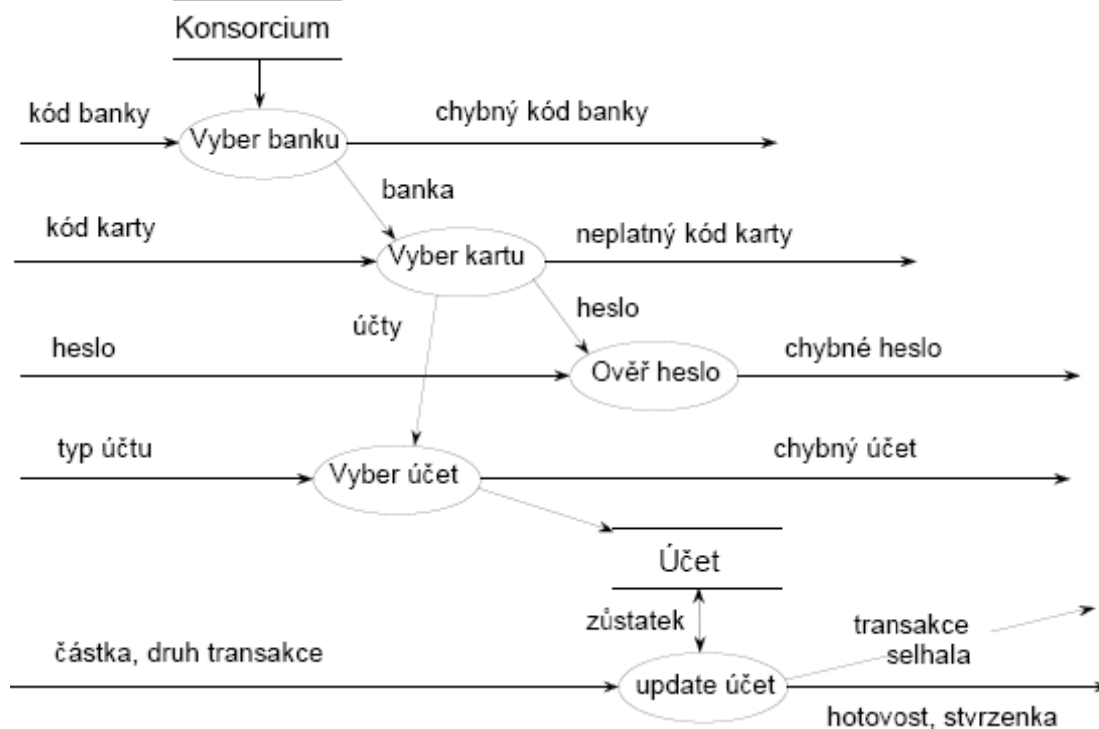 Konsorcium
kód banky
chybný kód banky
Vyber banku
banka
kód karty
neplatný kód karty
Vyber kartu
heslo
účty
heslo
chybné heslo
Ověř heslo
typ účtu
chybný účet
Vyber účet
Účet
zůstatek
transakce
selhala
částka, druh transakce
update účet
hotovost, stvrzenka